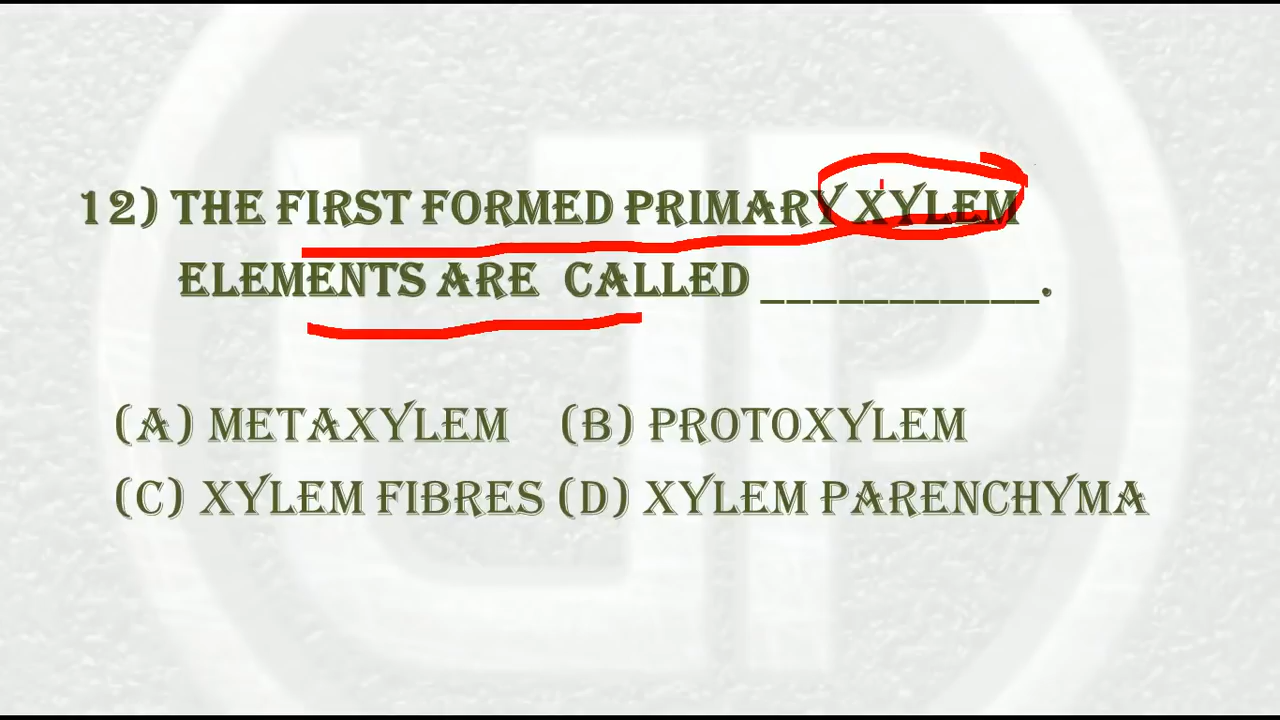 12) THE FIRST FORMED PRIMARY XYLEM
ELEMENTS ARE CALLED ___________.
(A) METAXYLEM (B) PROTOXYLEM
(C) XYLEM FIBRES (D) XYLEM PARENCHYMA